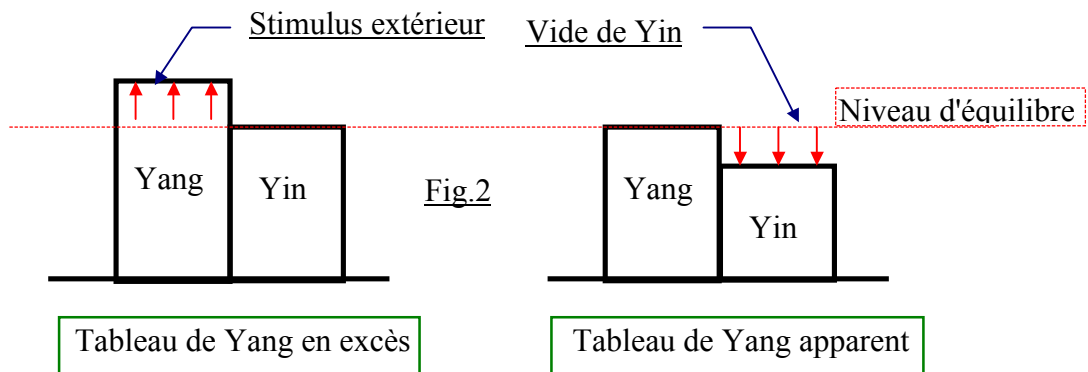 Stimulus extérieur
Vide de Yin
Niveau d'équilibre
Yang
Yin
Fig.2
Yang
Yin
Tableau de Yang en excès
Tableau de Yang apparent